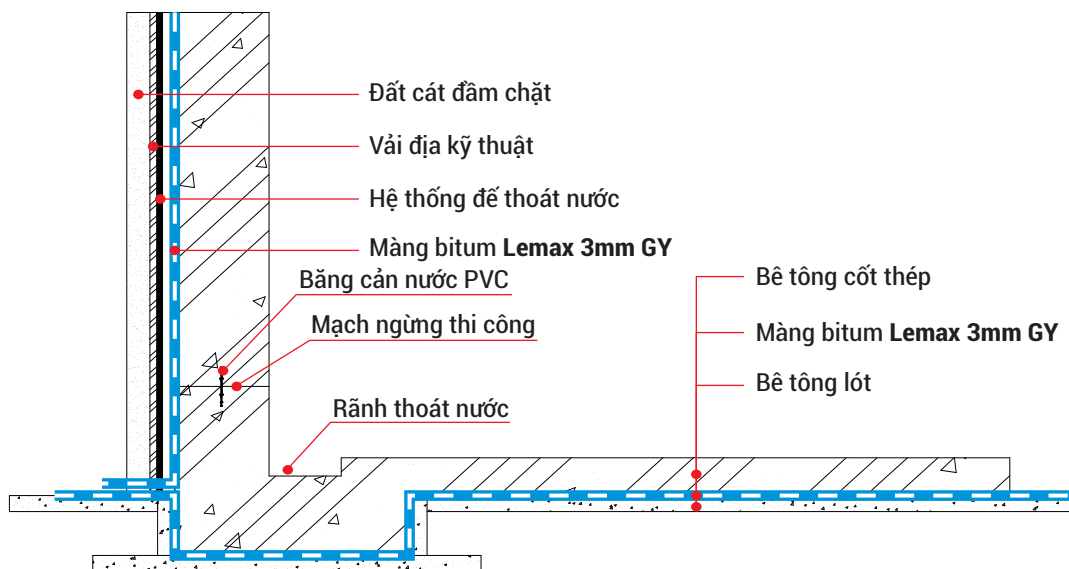 Đất cát đầm chặt
Vải địa kỹ thuật
Hệ thống đế thoát nước
Màng bitum Lemax 3mm GY
Băng cản nước PVC
Mạch ngừng thi công
Rãnh thoát nước
Bê tông cốt thép
Màng bitum Lemax 3mm GY
Bê tông lót